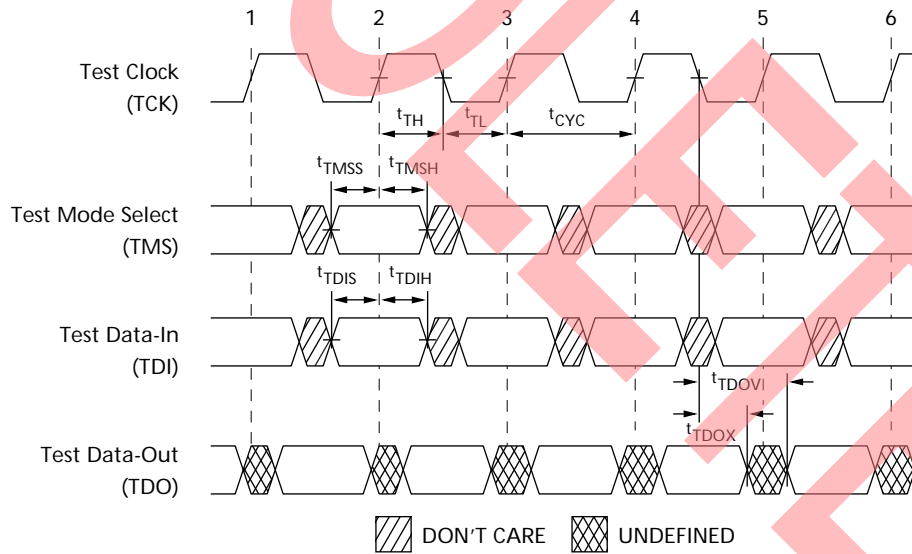 1 2 3 4 5 6
Test Clock
(TCK)
tTH tTL tCYC
tTMSS tTMSH
Test Mode Select
(TMS)
tTDIS tTDIH
Test Data-In
(TDI)
tTDOVI
tTDOX
Test Data-Out
(TDO)
DON'T CARE UNDEFINED